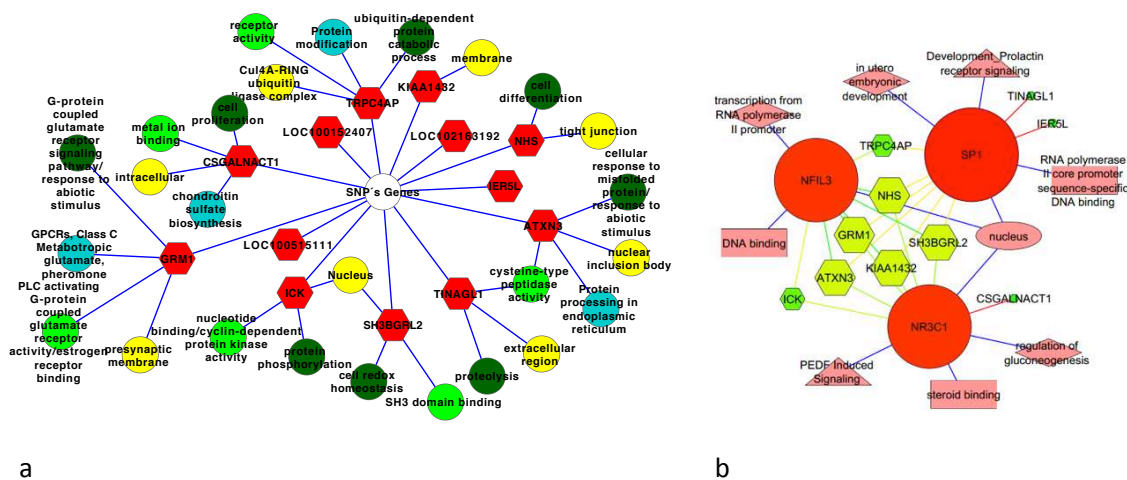 receptor
activity
Protein
modification
ubiquitin-dependent
protein
catabolic
process
membrane
Cul4A-RING
ubiquitin
ligase complex
TRPC4AP
KIAA1432
cell
differentiation
G-protein
coupled
glutamate
receptor
signaling
pathway/
response to
abiotic
stimulus
metal ion
binding
cell
proliferation
LOC100152407
LOC102163192
NHS
tight junction
CSGALNACT1
intracellular
chondroitin
sulfate
biosynthesis
SNP´s Genes
IER5L
cellular
response to
misfolded
protein/
response to
abiotic
stimulus
ATXN3
nuclear
inclusion body
cysteine-type
peptidase
activity
Protein
processing in
endoplasmic
reticulum
GPCRs, Class C
Metabotropic
glutamate,
pheromone
PLC activating
GRM1
LOC100515111
G-protein
coupled
glutamate
receptor
activity/estrogen
receptor
binding
presynaptic
membrane
ICK
Nucleus
TINAGL1
nucleotide
binding/cyclin-dependent
protein kinase
activity
SH3BGRL2
protein
phosphorylation
cell redox
homeostasis
SH3 domain binding
proteolysis
extracellular
region
a
Development_Prolactin
receptor signaling
in utero
embryonic
development
TINAGL1
IER5L
transcription from
RNA polymerase
II promoter
TRPC4AP
SP1
RNA polymerase
II core promoter
sequence-specific
DNA binding
NFIL3
NHS
GRM1
SH3BGRL2
nucleus
DNA binding
KIAA1432
ATXN3
ICK
CSGALNACT1
NR3C1
regulation of
gluconeogenesis
PEDF Induced
Signaling
steroid binding
b